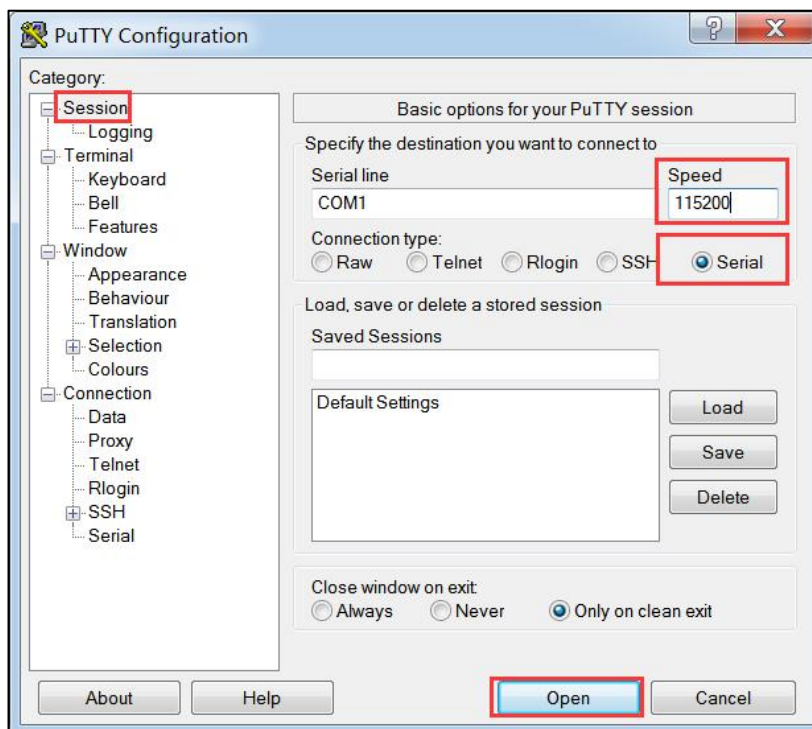 PuTTY Configuration
Category:
Session
Logging
Terminal
Keyboard
Bell
Features
Window
Appearance
Behaviour
Translation
Selection
Colours
Connection
Data
Proxy
Telnet
Rlogin
SSH
Serial
Basic options for your PuTTY session
Specify the destination you want to connect to
Serial line Speed
COM1 115200
Connection type:
Raw Telnet Rlogin SSH Serial
Load, save or delete a stored session
Saved Sessions
Default Settings
Load
Save
Delete
Close window on exit:
Always Never Only on clean exit
About Help Open Cancel